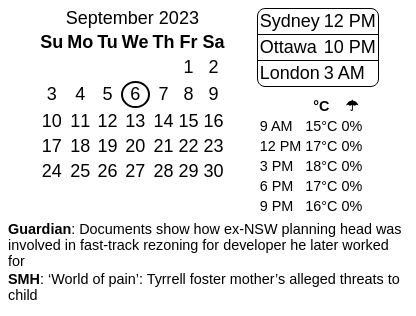 September 2023
Su Mo Tu We Th Fr Sa
1 2
3 4 5 6 7 8 9
10 11 12 13 14 15 16
17 18 19 20 21 22 23
24 25 26 27 28 29 30
Sydney 12 PM
Ottawa 10 PM
London 3 AM
°C ☂
9 AM 15°C 0%
12 PM 17°C 0%
3 PM 18°C 0%
6 PM 17°C 0%
9 PM 16°C 0%
Guardian: Documents show how ex-NSW planning head was
involved in fast-track rezoning for developer he later worked
for
SMH: ‘World of pain’: Tyrrell foster mother’s alleged threats to
child